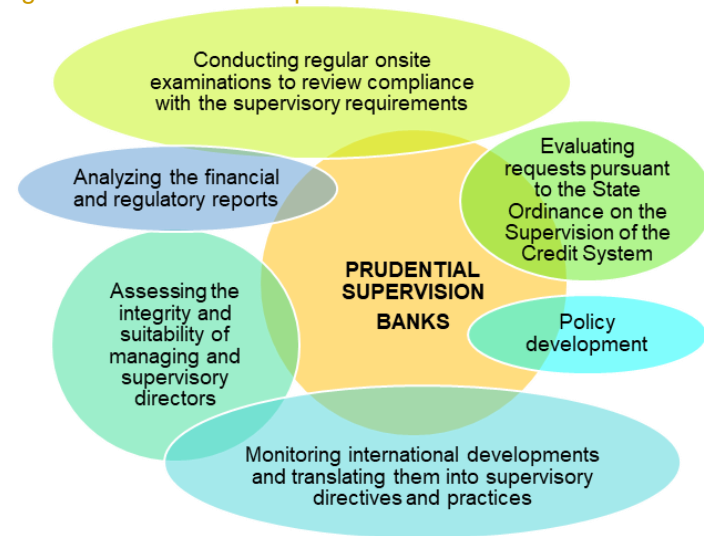 Conducting regular onsite
examinations to review compliance
with the supervisory requirements
Evaluating
requests pursuant
to the State
Ordinance on the
Supervision of the
Credit System
Analyzing the financial
and regulatory reports
PRUDENTIAL
SUPERVISION
BANKS
Assessing the
integrity and
suitability of
managing and
supervisory
directors
Policy
development
Monitoring international developments
and translating them into supervisory
directives and practices